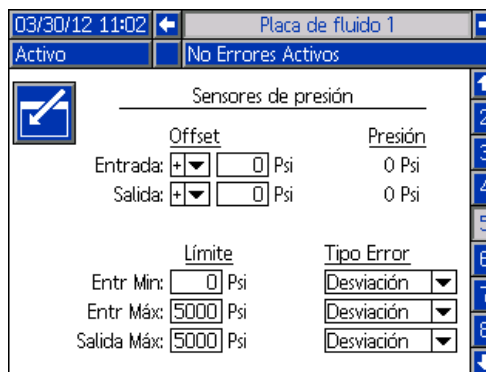 03/30/12 11:02 Placa de fluido 1
Activo No Errores Activos
Sensores de presión
Offset Presión
Entrada: + 0 Psi 0 Psi
Salida: + 0 Psi 0 Psi
Límite Tipo Error
Entr Min: 0 Psi Desviación
Entr Máx: 5000 Psi Desviación
Salida Máx: 5000 Psi Desviación
2
3
4
5
6
7
8